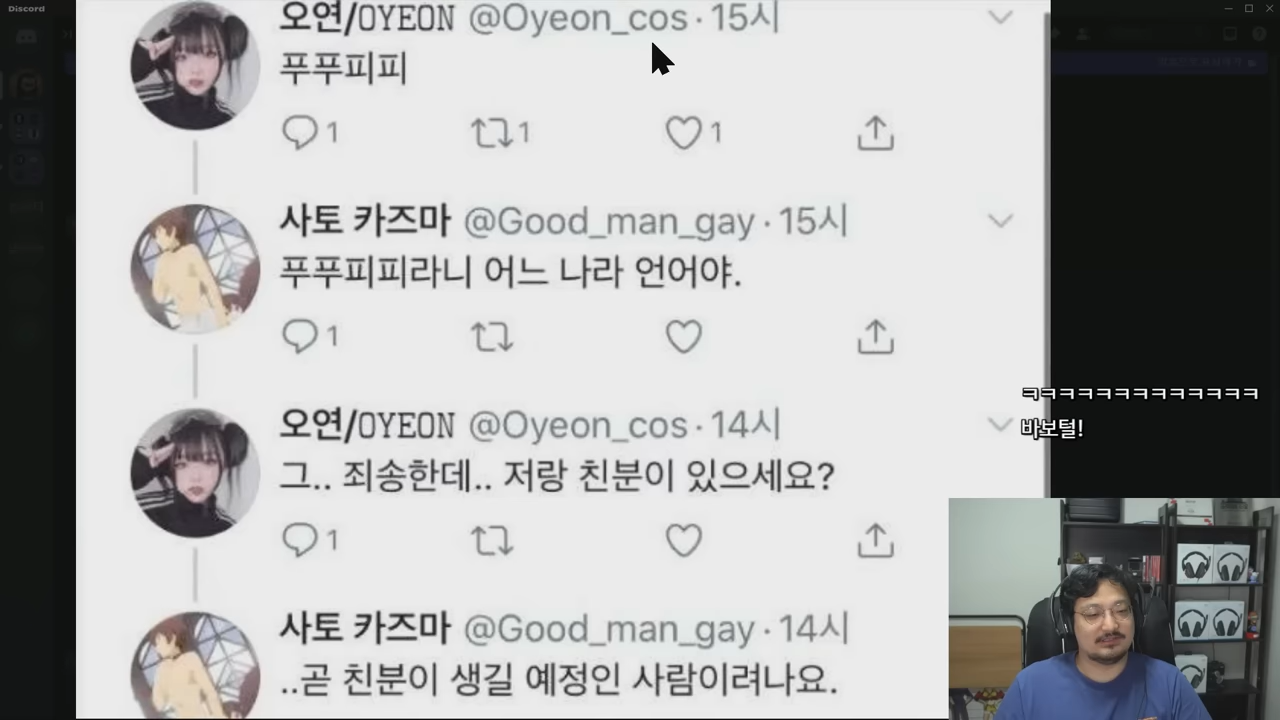 Discord
오연/OYEON @Oyeon_cos · 15시
푸푸피피
1 1 1
사토 카즈마 @Good_man_gay · 15시
푸푸피피라니 어느 나라 언어야.
1
오연/OYEON @Oyeon_cos · 14시
그.. 죄송한데.. 저랑 친분이 있으세요?
1
사토 카즈마 @Good_man_gay · 14시
..곧 친분이 생길 예정인 사람이려나요.
ㅋㅋㅋㅋㅋㅋㅋㅋㅋㅋㅋㅋㅋ
바보털!